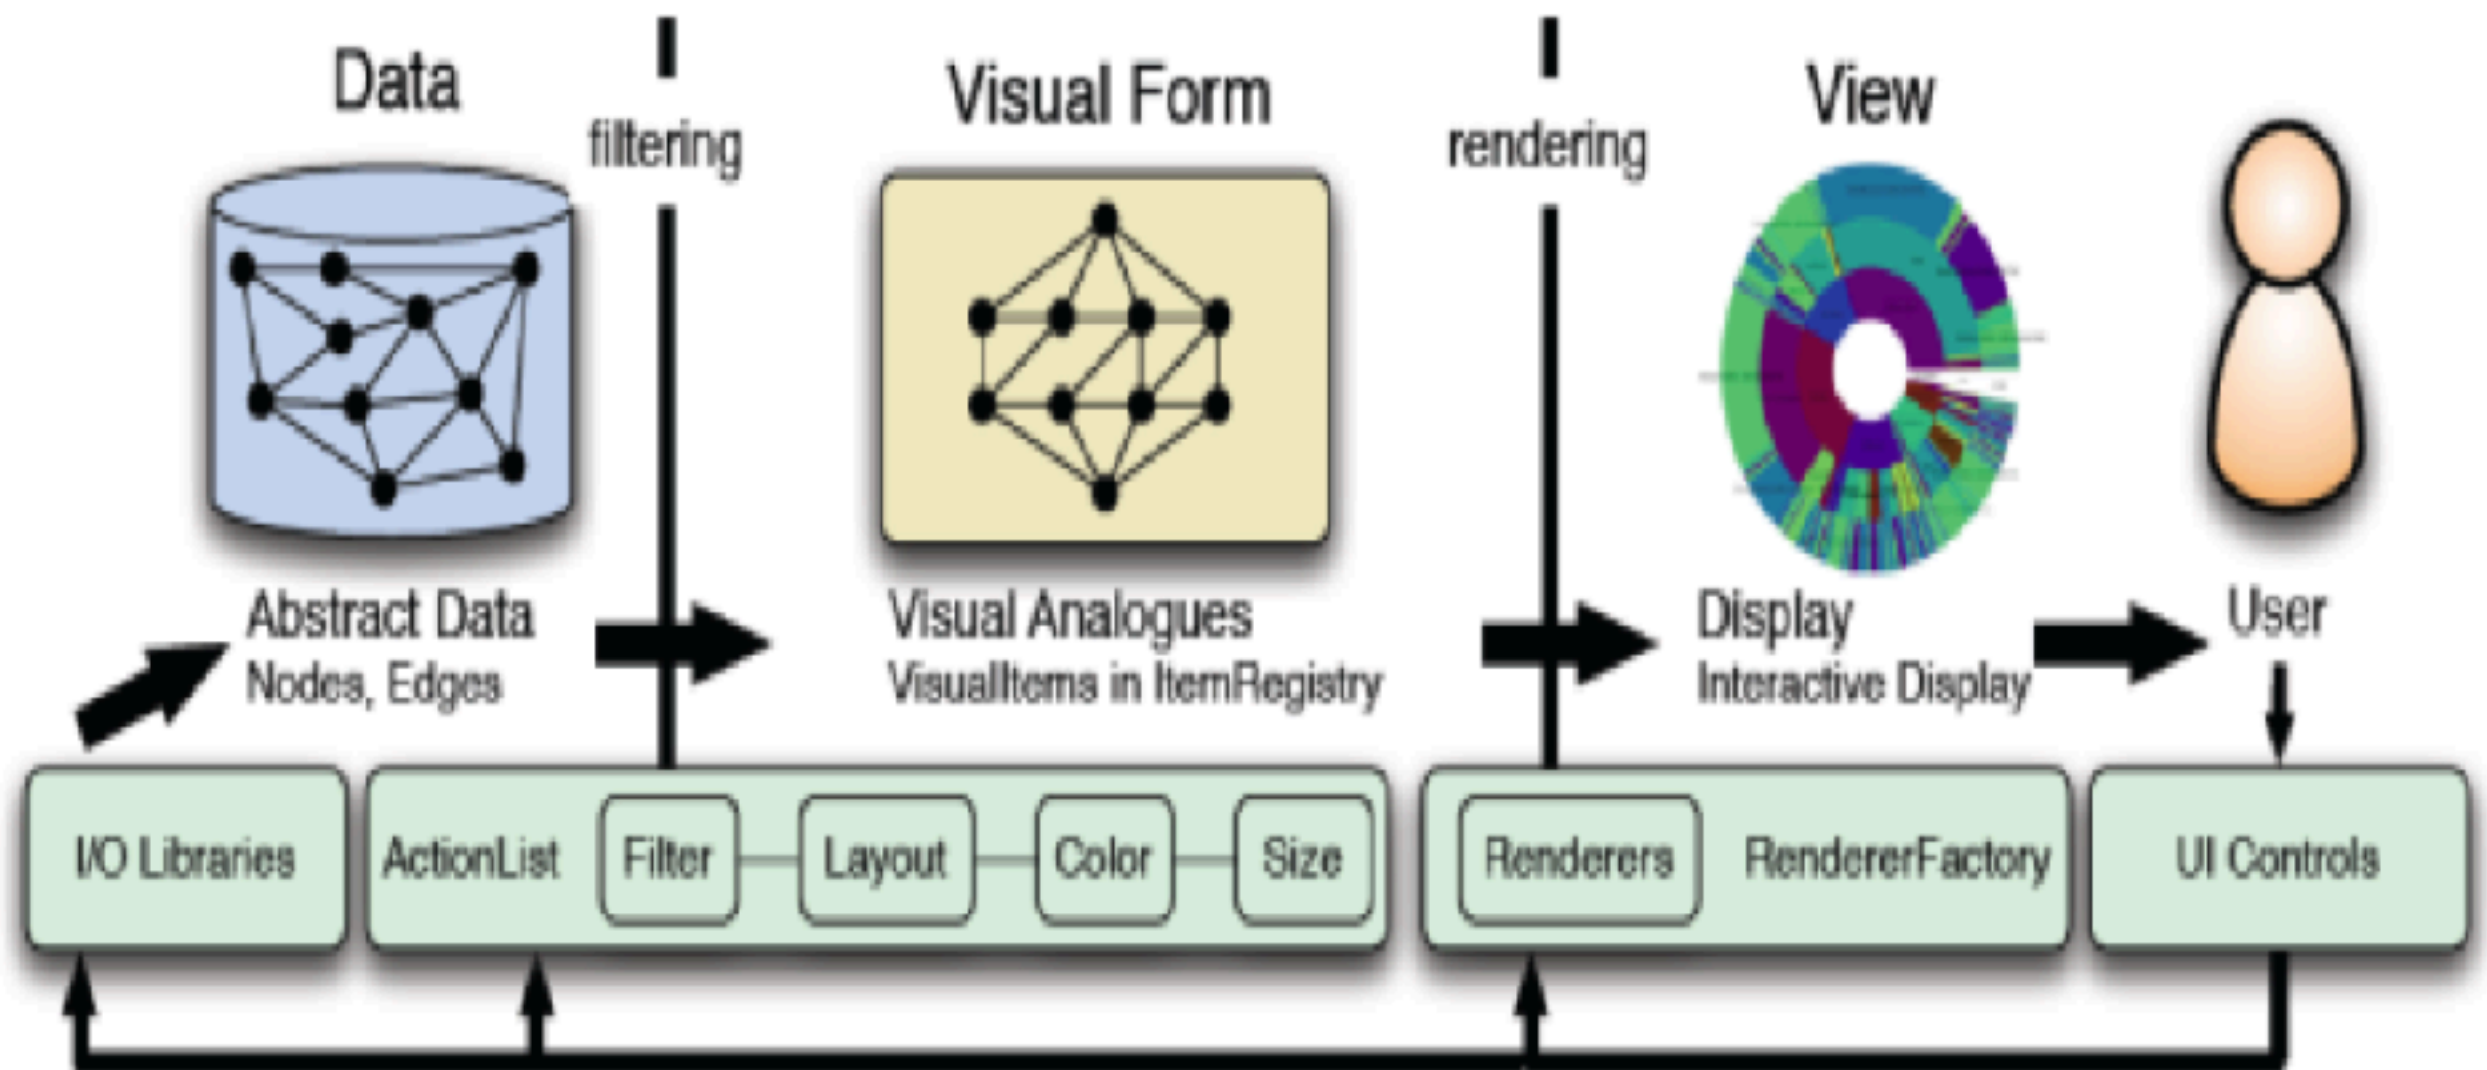 Data
filtering
Visual Form
rendering
View
Abstract Data
Nodes, Edges
Visual Analogues
VisualItems in ItemRegistry
Display
Interactive Display
User
I/O Libraries
ActionList
Filter
Layout
Color
Size
Renderers
RendererFactory
UI Controls